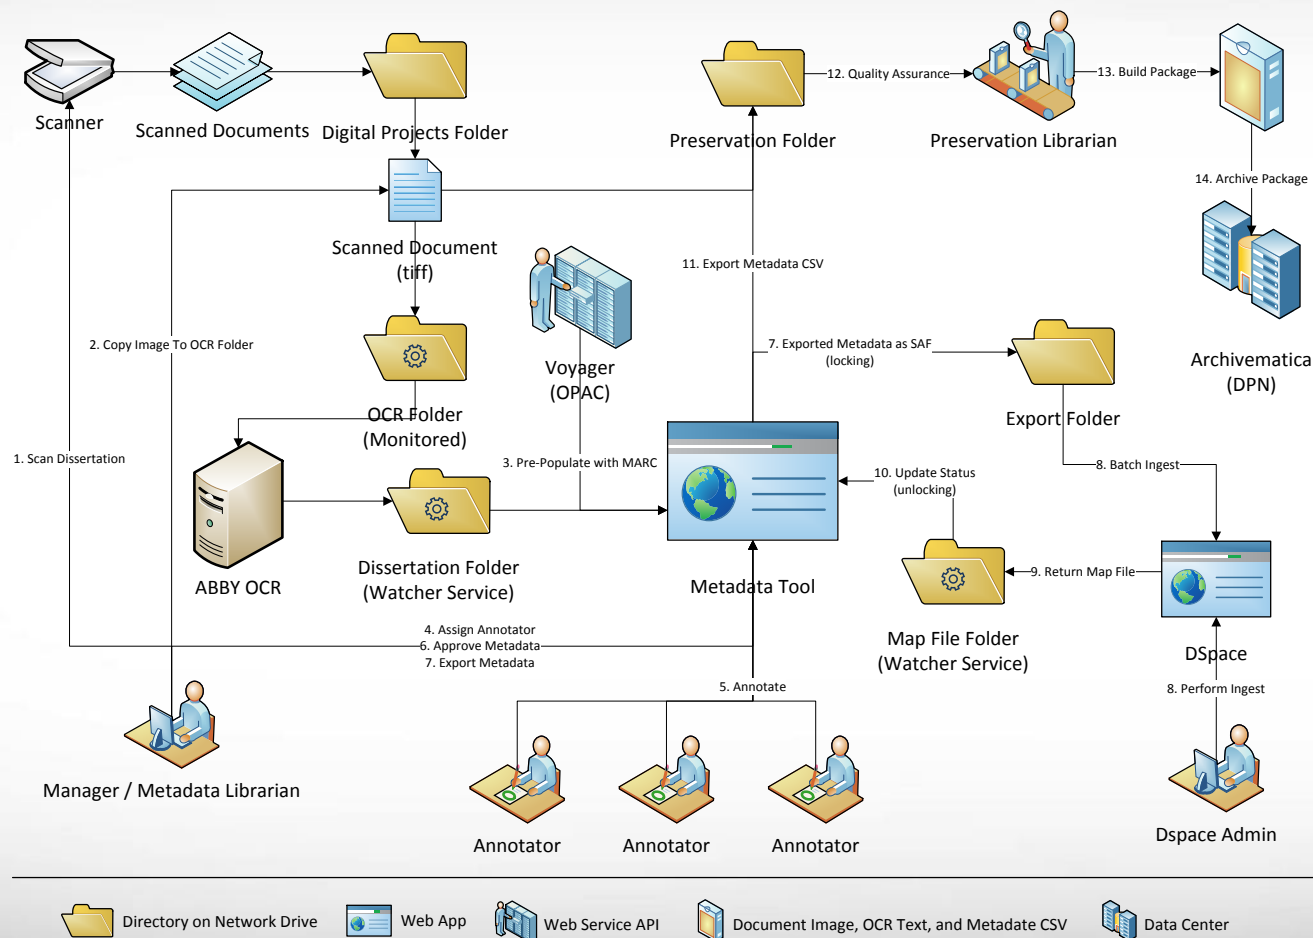 Scanner
Scanned Documents
Digital Projects Folder
Preservation Folder
12. Quality Assurance
Preservation Librarian
13. Build Package
14. Archive Package
Scanned Document
(tiff)
11. Export Metadata CSV
2. Copy Image To OCR Folder
Voyager
(OPAC)
7. Exported Metadata as SAF
(locking)
Archivematica
(DPN)
OCR Folder
(Monitored)
Export Folder
1. Scan Dissertation
3. Pre-Populate with MARC
8. Batch Ingest
10. Update Status
(unlocking)
ABBY OCR
Dissertation Folder
(Watcher Service)
Metadata Tool
9. Return Map File
4. Assign Annotator
6. Approve Metadata
7. Export Metadata
Map File Folder
(Watcher Service)
DSpace
5. Annotate
8. Perform Ingest
Manager / Metadata Librarian
Annotator
Annotator
Annotator
Dspace Admin
Directory on Network Drive
Web App
Web Service API
Document Image, OCR Text, and Metadate CSV
Data Center